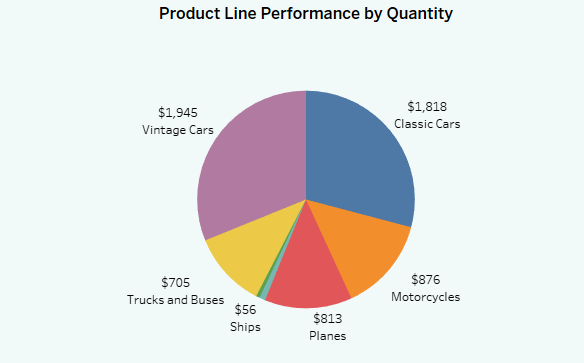 Product Line Performance by Quantity
$1,945
Vintage Cars
$1,818
Classic Cars
$705
Trucks and Buses
$56
Ships
$813
Planes
$876
Motorcycles